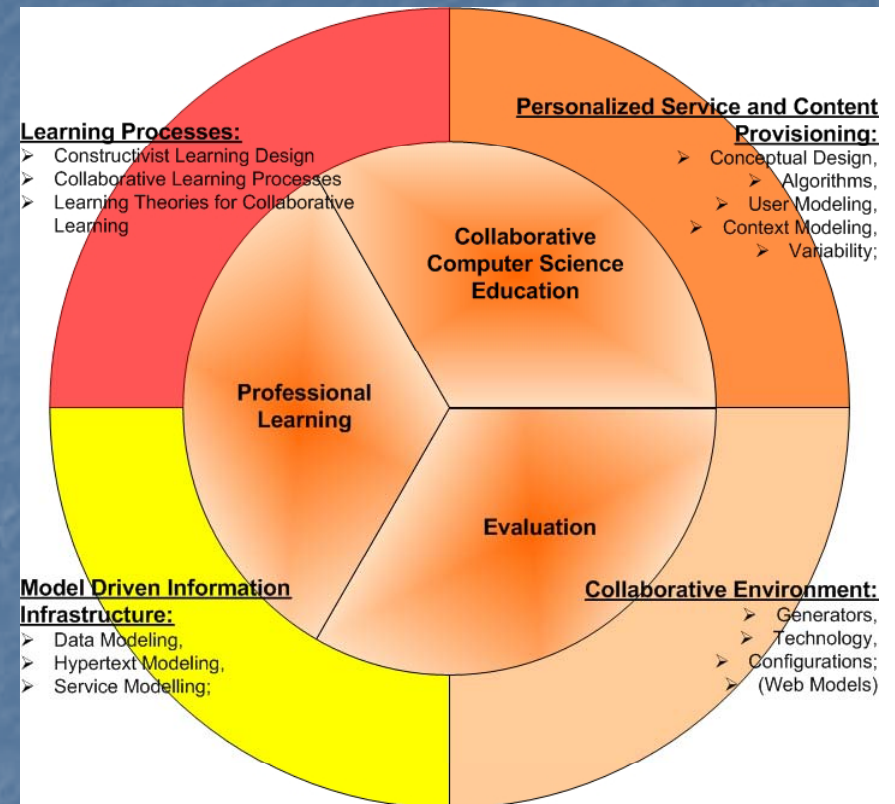 Learning Processes:
➢ Constructivist Learning Design
➢ Collaborative Learning Processes
➢ Learning Theories for Collaborative
Learning
Personalized Service and Content
Provisioning:
➢ Conceptual Design,
➢ Algorithms,
➢ User Modeling,
➢ Context Modeling,
➢ Variability;
Collaborative
Computer Science
Education
Professional
Learning
Evaluation
Model Driven Information
Infrastructure:
➢ Data Modeling,
➢ Hypertext Modeling,
➢ Service Modelling;
Collaborative Environment:
➢ Generators,
➢ Technology,
➢ Configurations;
➢ (Web Models)